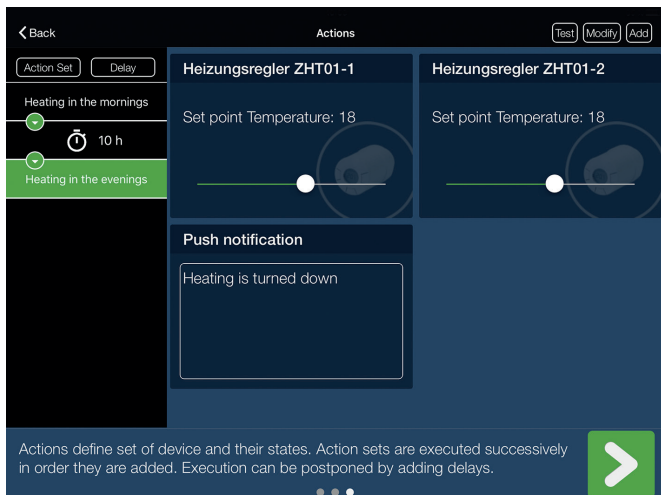 Back
Actions
Test Modify Add
Action Set Delay
Heating in the mornings
10 h
Heating in the evenings
Heizungsregler ZHT01-1
Set point Temperature: 18
Heizungsregler ZHT01-2
Set point Temperature: 18
Push notification
Heating is turned down
Actions define set of device and their states. Action sets are executed successively
in order they are added. Execution can be postponed by adding delays.